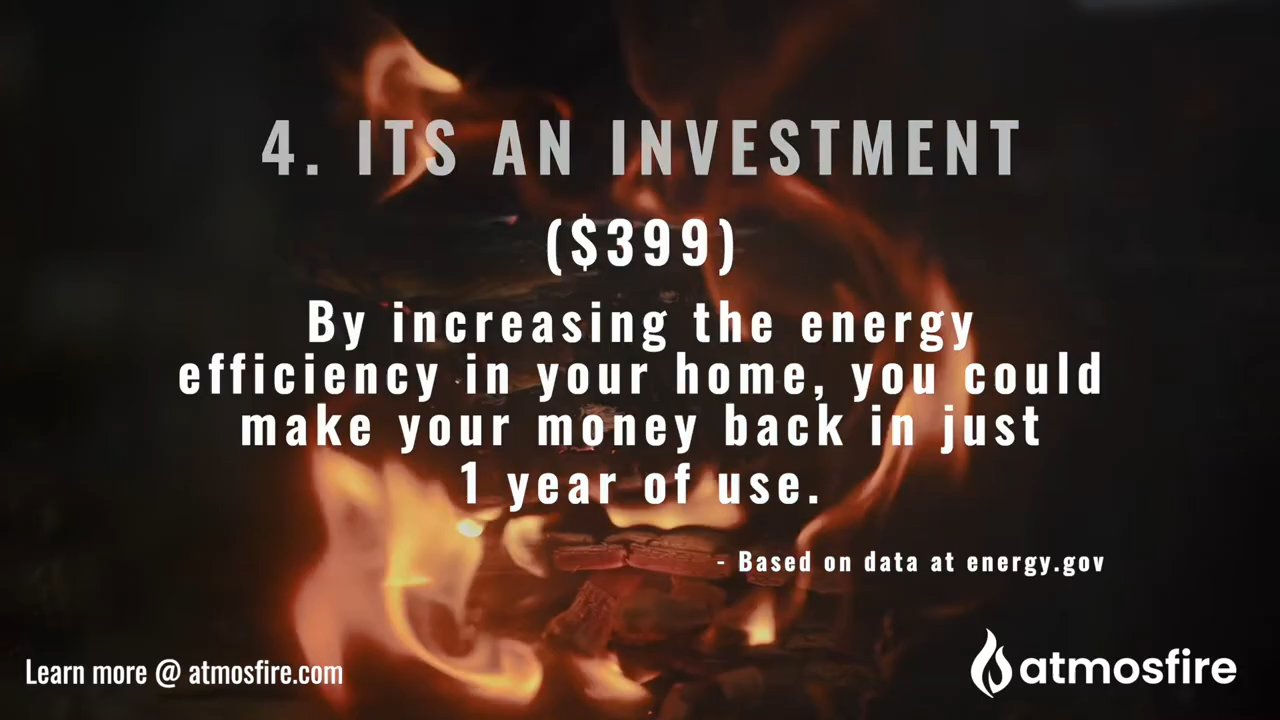 4. ITS AN INVESTMENT
($399)
By increasing the energy
efficiency in your home, you could
make your money back in just
1 year of use.
- Based on data at energy.gov
Learn more @ atmosfire.com
atmosfire